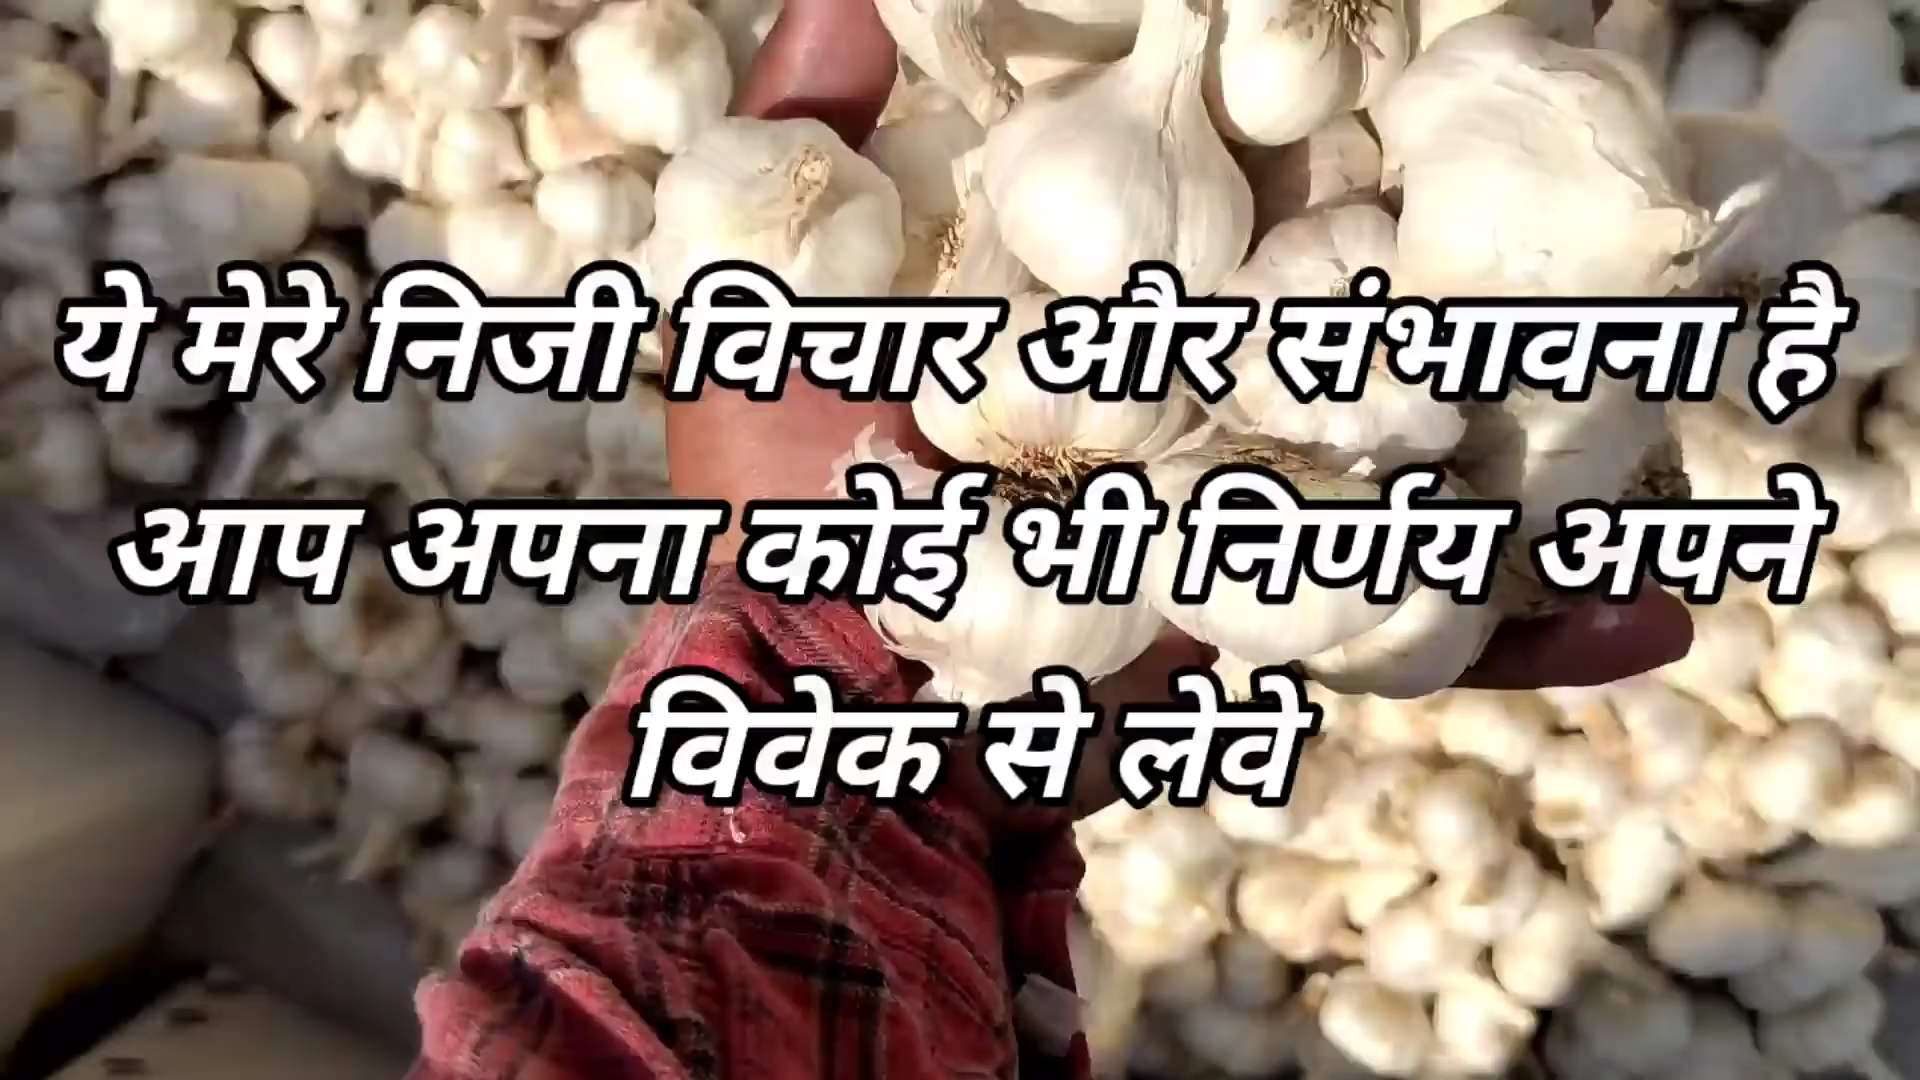 ये मेरे निजी विचार और संभावना है
आप अपना कोई भी निर्णय अपने
विवेक से लेवे